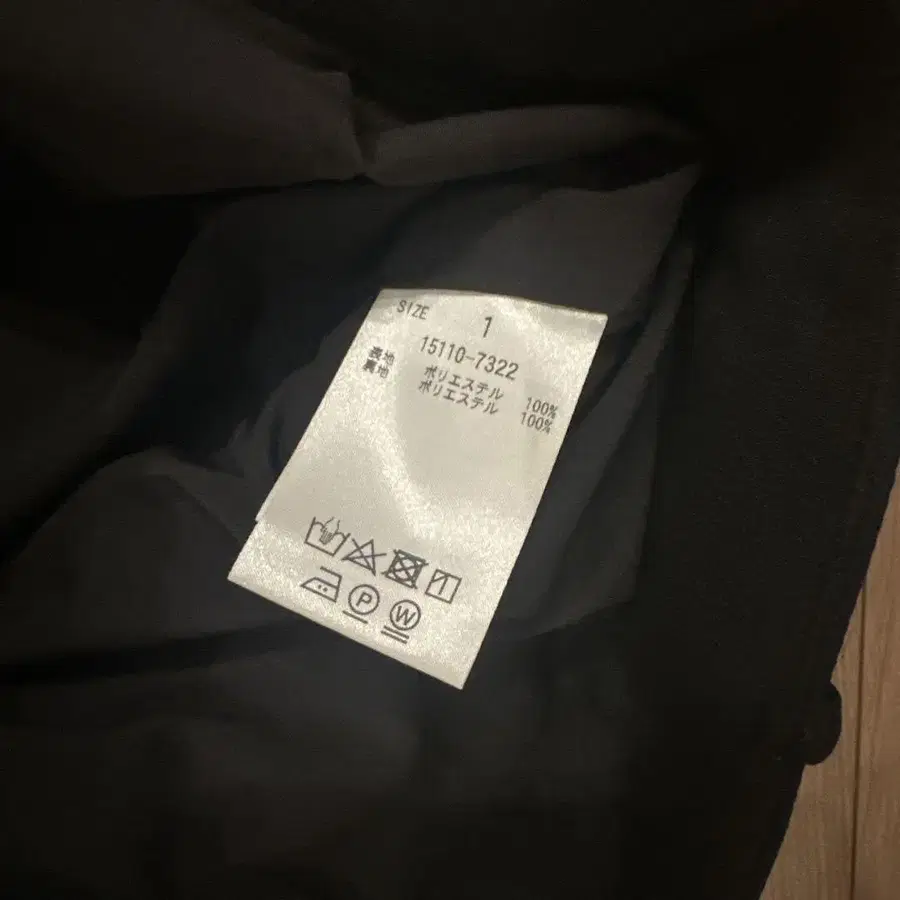 SIZE 1
15110-7322
表地 ポリエステル 100%
裏地 ポリエステル 100%
P W